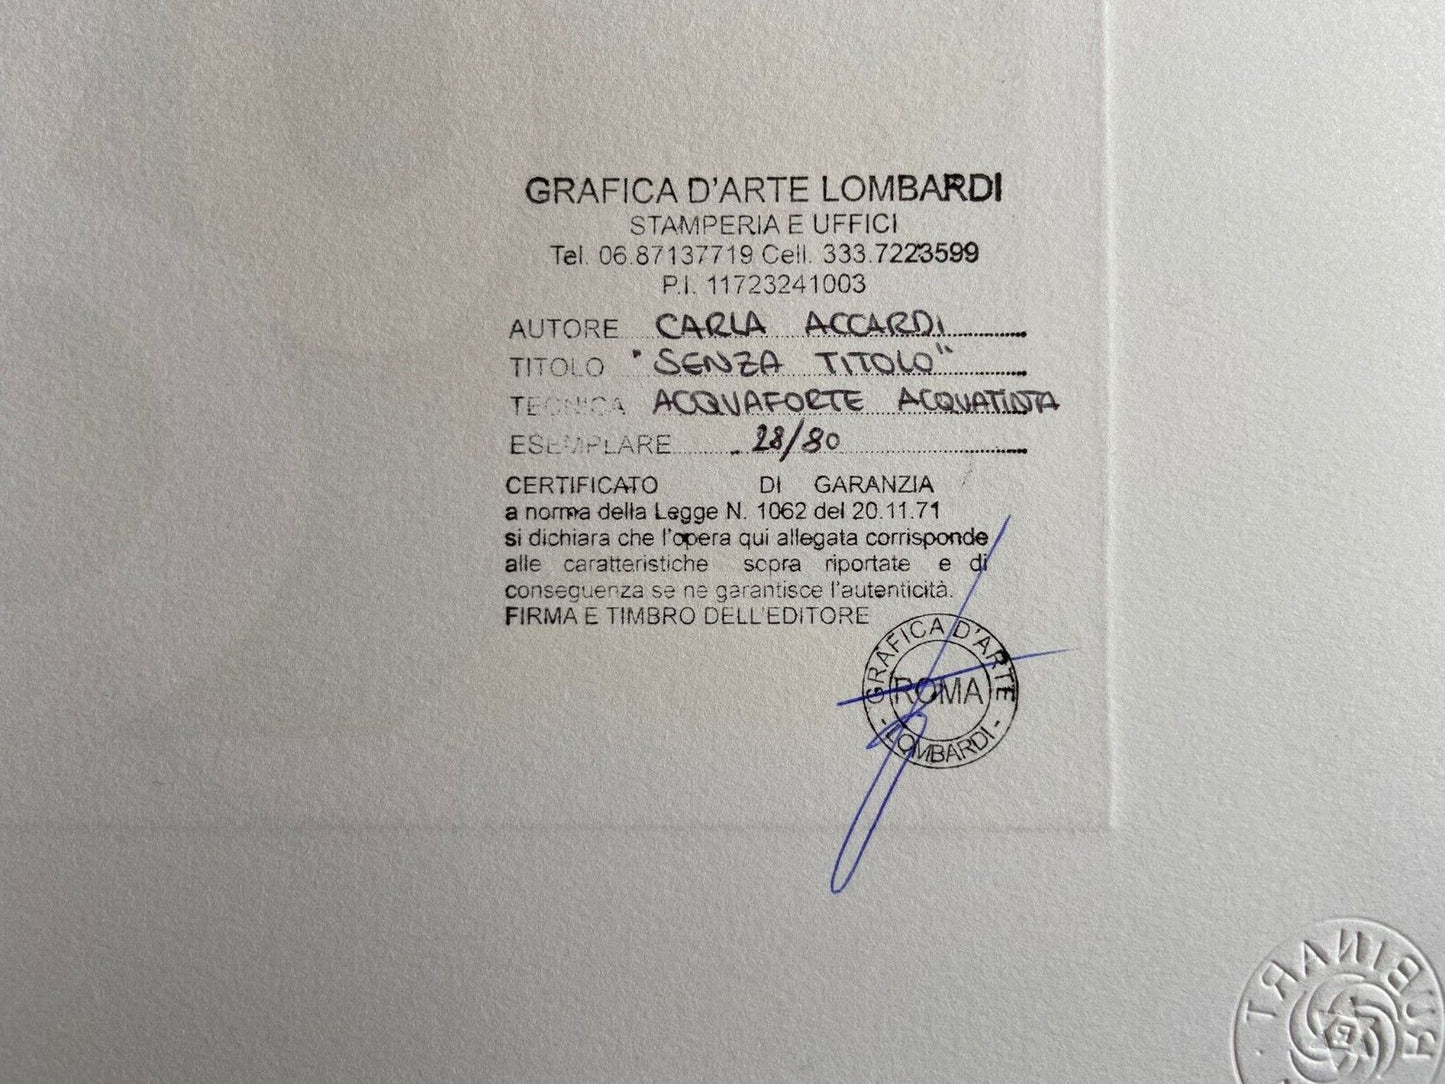 GRAFICA D'ARTE LOMBARDI
STAMPERIA E UFFICI
Tel. 06.87137719 Cell. 333.7223599
P.I. 11723241003
AUTORE CARLA ACCARDI
TITOLO "SENZA TITOLO"
TECNICA ACQUAFORTE ACQUATINTA
ESEMPLARE 28/80
CERTIFICATO DI GARANZIA
a norma della Legge N. 1062 del 20.11.71
si dichiara che l'opera qui allegata corrisponde
alle caratteristiche sopra riportate e di
conseguenza se ne garantisce l'autenticità.
FIRMA E TIMBRO DELL'EDITORE
GRAFICA D'ARTE
ROMA
- LOMBARDI -